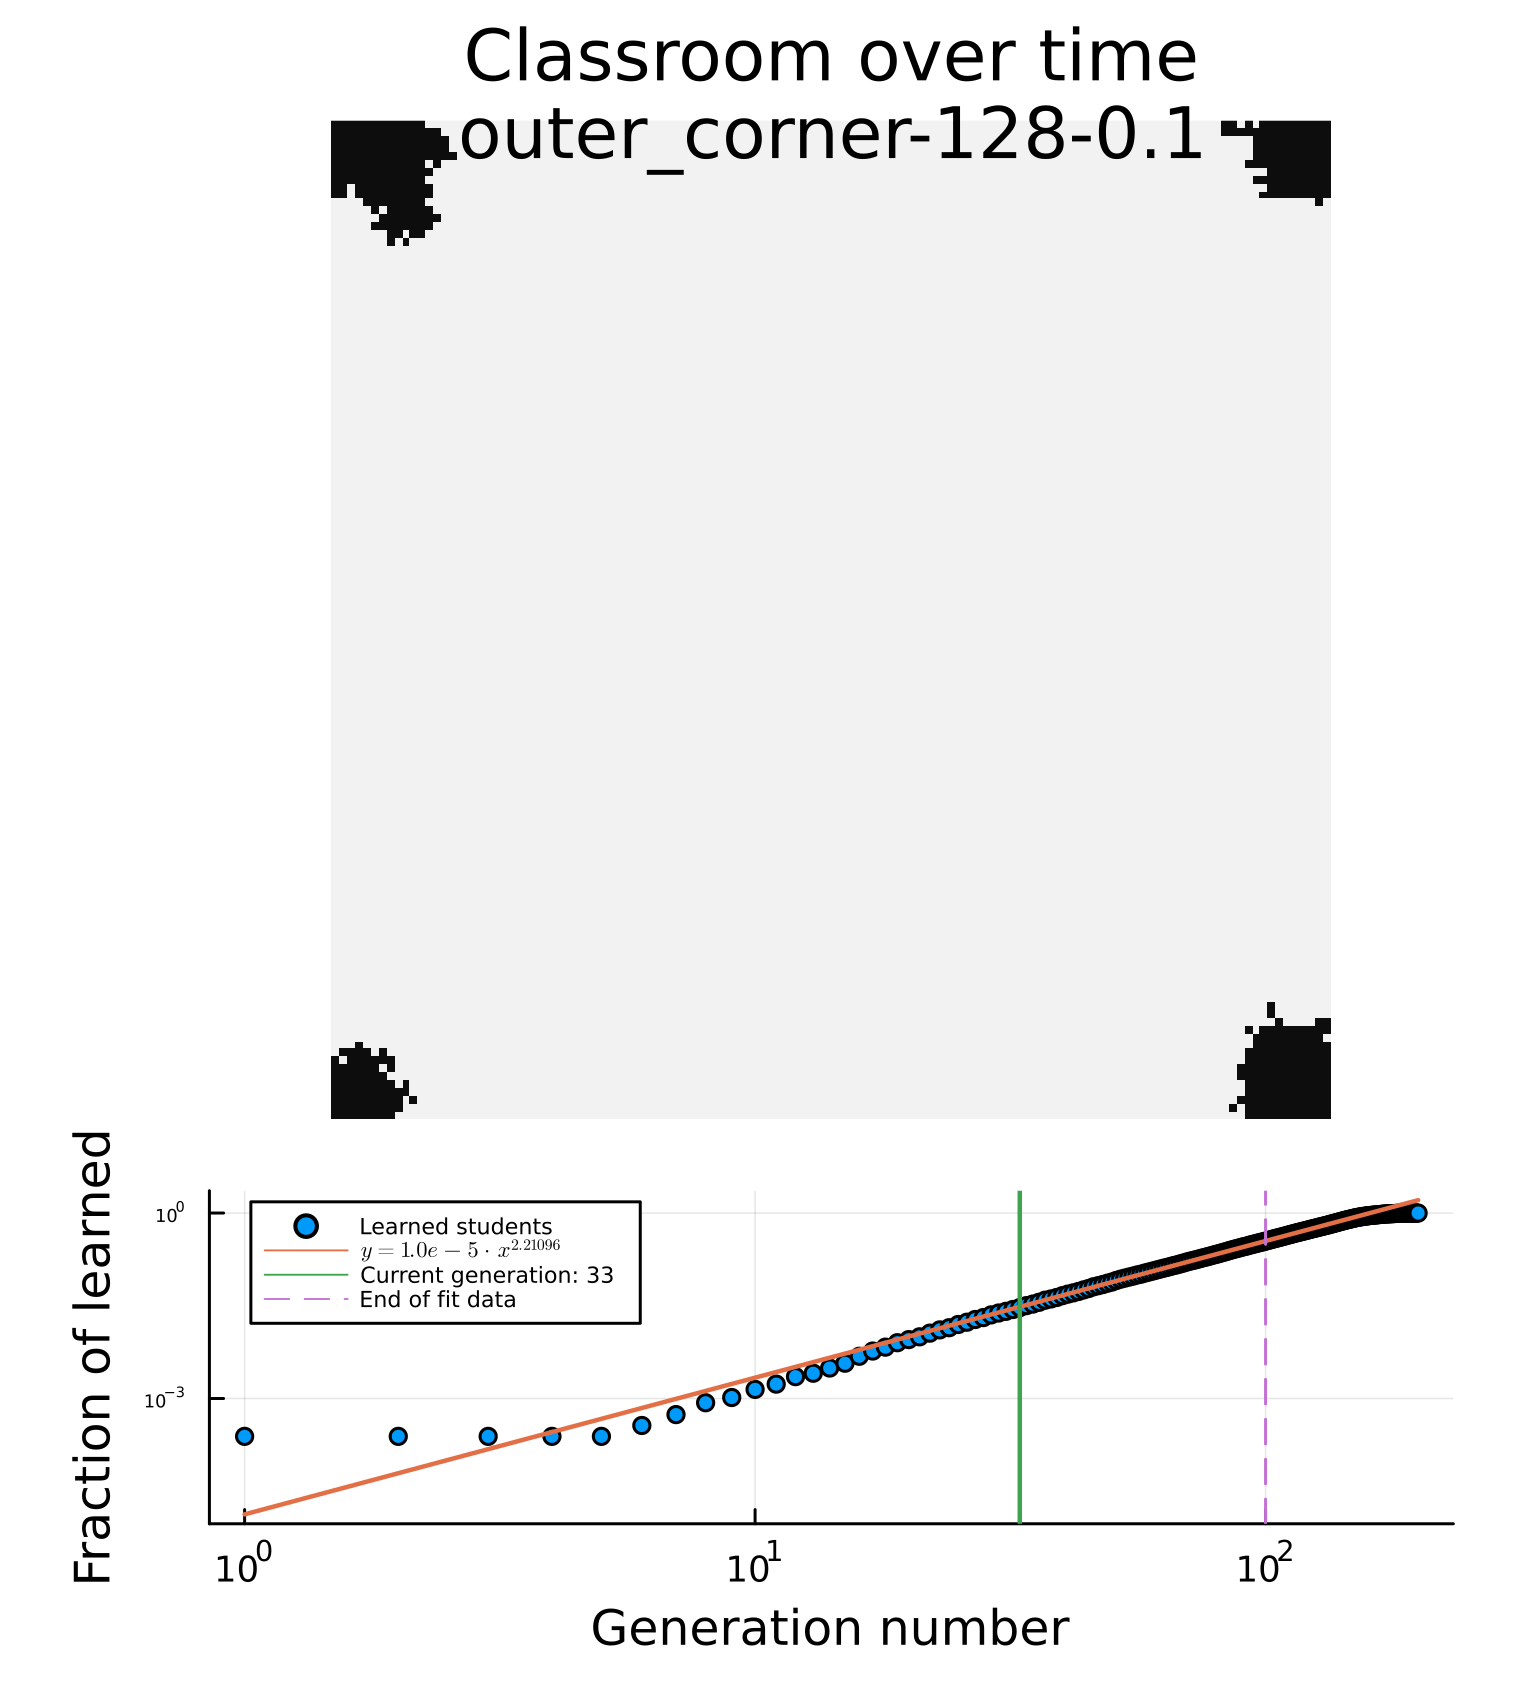 Classroom over time
outer_corner-128-0.1
Fraction of learned
10^0
10^-3
Learned students
y = 1.0e - 5 · x^2.21096
Current generation: 33
End of fit data
10^0
10^1
10^2
Generation number